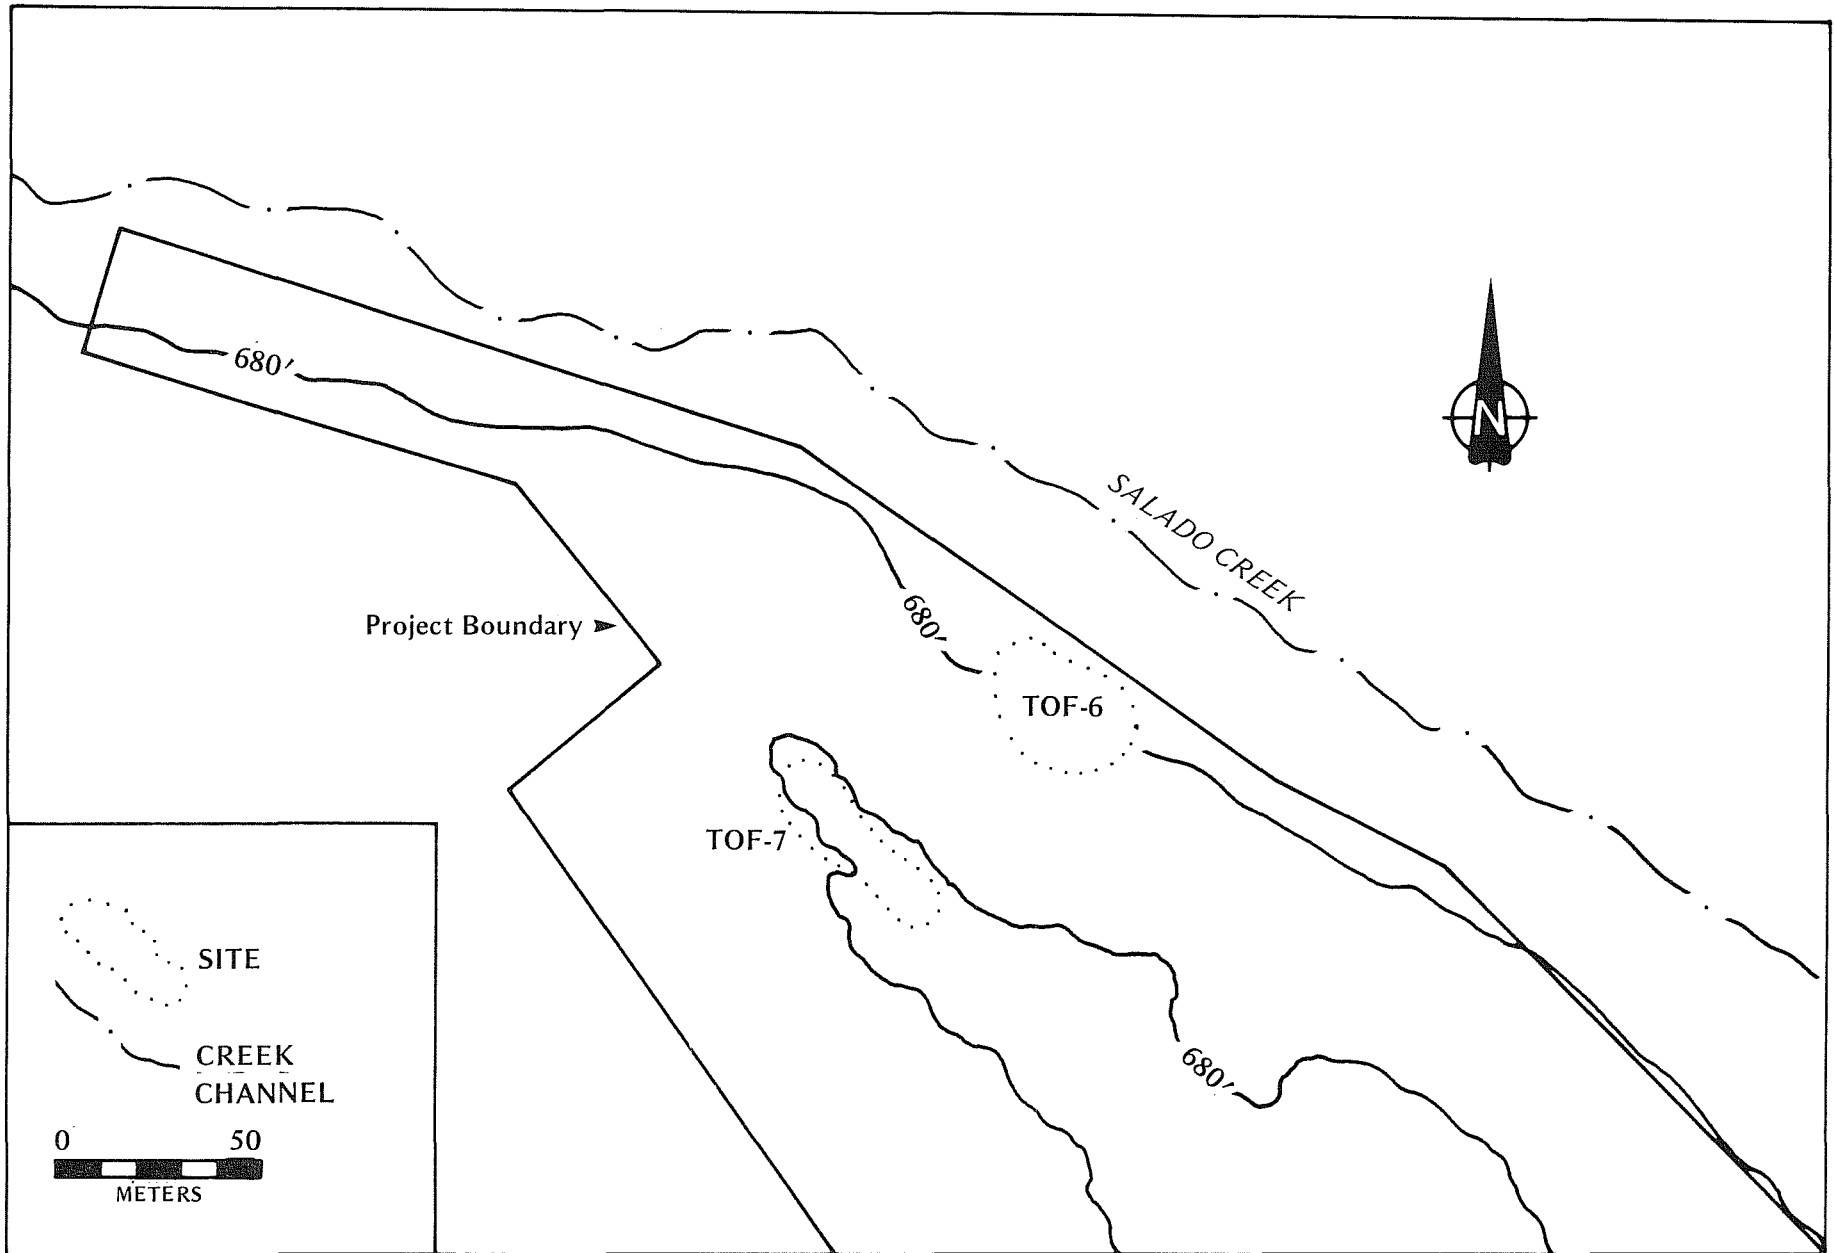 680′
SALADO CREEK
N
Project Boundary
680′
TOF-6
TOF-7
SITE
680′
CREEK
CHANNEL
0 50
METERS